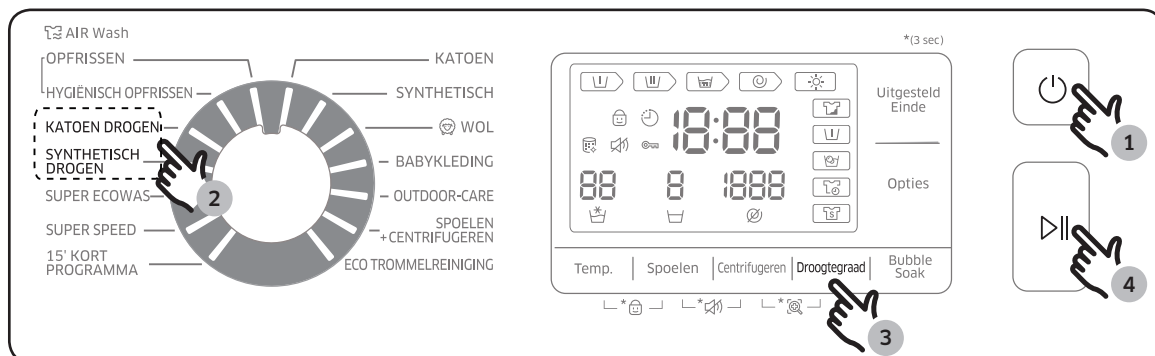 AIR Wash
OPFRISSEN
HYGIËNISCH OPFRISSEN
KATOEN DROGEN
SYNTHETISCH
DROGEN
SUPER ECOWAS
SUPER SPEED
15' KORT
PROGRAMMA
KATOEN
SYNTHETISCH
WOL
BABYKLEDING
OUTDOOR-CARE
SPOELEN
+CENTRIFUGEREN
ECO TROMMELREINIGING
2
*(3 sec)
18:88
88 8 1888
Uitgesteld
Einde
Opties
Temp. Spoelen Centrifugeren Droogtegraad Bubble
Soak
* * *
3
1
4